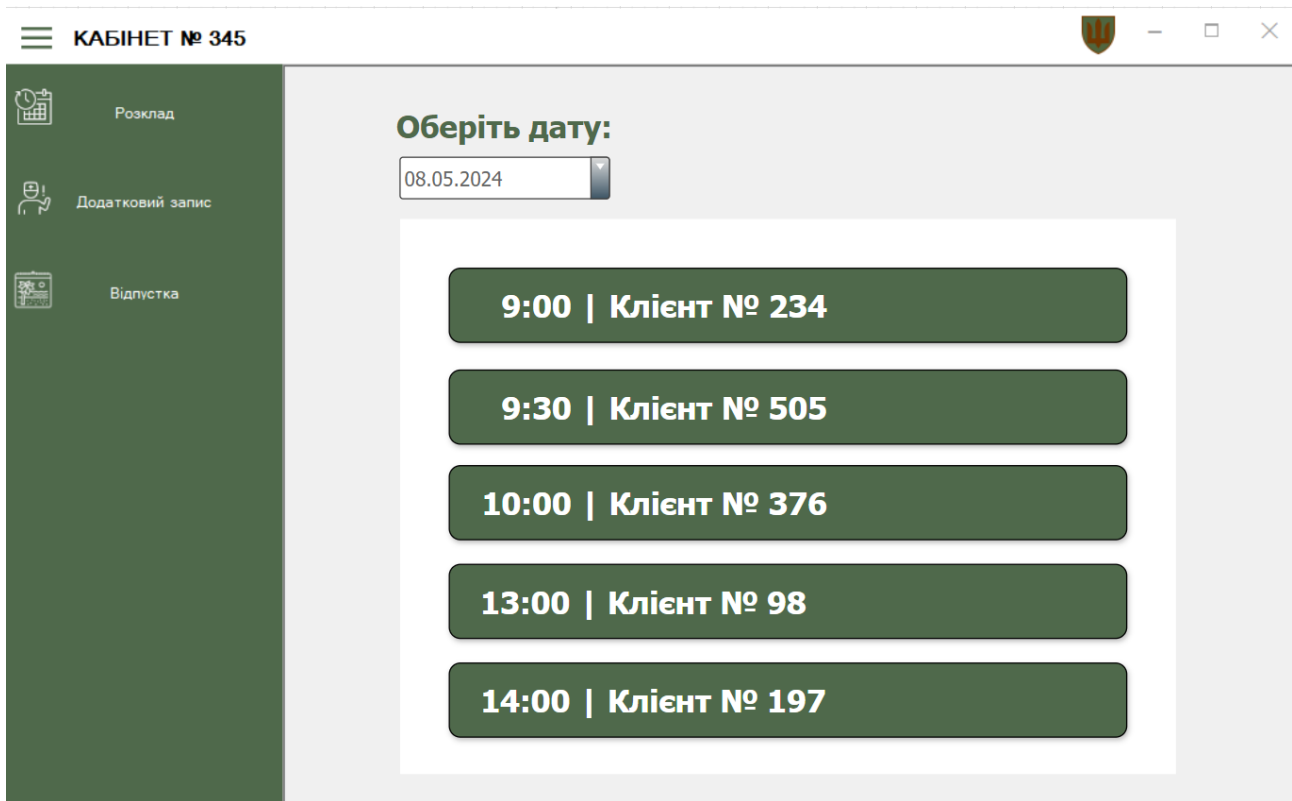 КАБІНЕТ № 345
Розклад
Додатковий запис
Відпустка
Оберіть дату:
08.05.2024
9:00 | Клієнт № 234
9:30 | Клієнт № 505
10:00 | Клієнт № 376
13:00 | Клієнт № 98
14:00 | Клієнт № 197